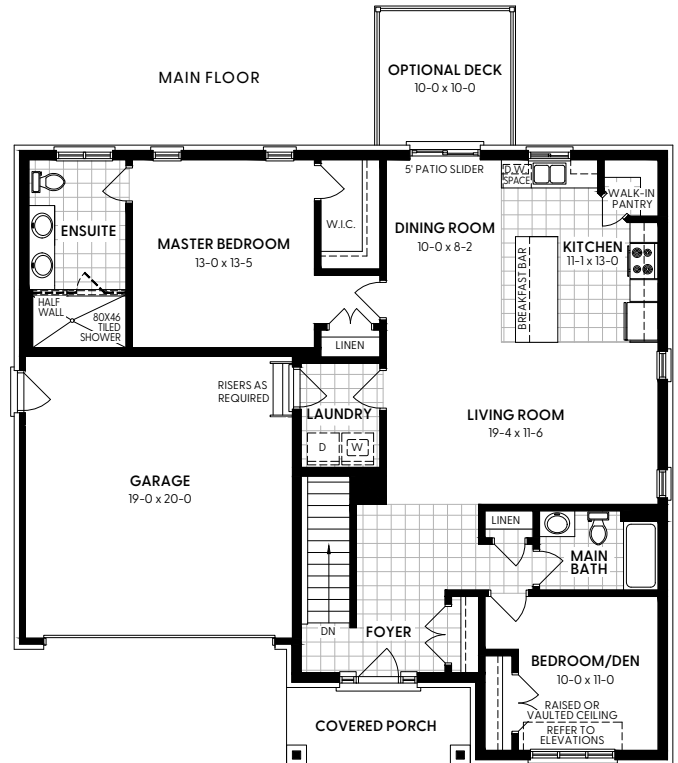 MAIN FLOOR
OPTIONAL DECK
10-0 x 10-0
5' PATIO SLIDER
D.W.
SPACE
WALK-IN
PANTRY
ENSUITE
MASTER BEDROOM
13-0 x 13-5
W.I.C.
DINING ROOM
10-0 x 8-2
KITCHEN
11-1 x 13-0
BREAKFAST BAR
HALF
WALL
80X46
TILED
SHOWER
LINEN
RISERS AS
REQUIRED
LAUNDRY
D
W
LIVING ROOM
19-4 x 11-6
GARAGE
19-0 x 20-0
LINEN
MAIN
BATH
DN
FOYER
BEDROOM/DEN
10-0 x 11-0
RAISED OR
VAULTED CEILING
REFER TO
ELEVATIONS
COVERED PORCH